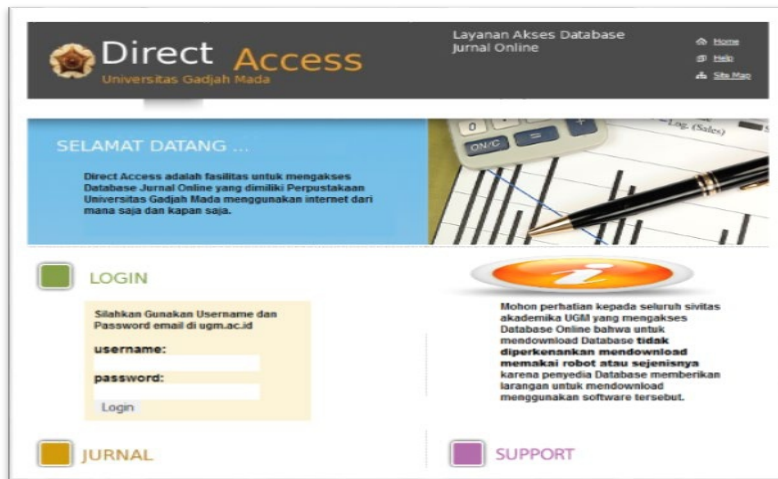 Direct Access
Universitas Gadjah Mada
Layanan Akses Database
Jurnal Online
Home
Help
Site Map
SELAMAT DATANG ...
Direct Access adalah fasilitas untuk mengakses
Database Jurnal Online yang dimiliki Perpustakaan
Universitas Gadjah Mada menggunakan internet dari
mana saja dan kapan saja.
0
ON/C
Log. (Sales)
LOGIN
Silahkan Gunakan Username dan
Password email di ugm.ac.id
username:
password:
Login
i
Mohon perhatian kepada seluruh sivitas
akademika UGM yang mengakses
Database Online bahwa untuk
mendownload Database tidak
diperkenankan mendownload
memakai robot atau sejenisnya
karena penyedia Database memberikan
larangan untuk mendownload
menggunakan software tersebut.
JURNAL
SUPPORT